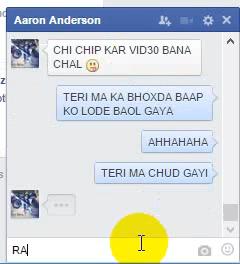 Aaron Anderson
CHI CHIP KAR VID30 BANA
CHAL
TERI MA KA BHOXDA BAAP
KO LODE BAOL GAYA
AHHAHAHA
TERI MA CHUD GAYI
RA